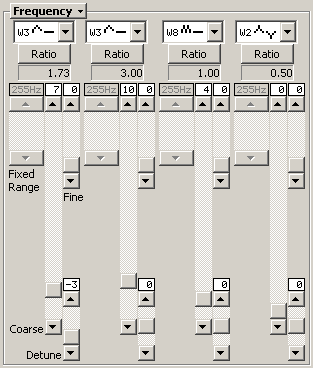 Frequency
W3 W3 W8 W2
Ratio Ratio Ratio Ratio
1.73 3.00 1.00 0.50
255Hz 7 0 255Hz 10 0 255Hz 4 0 255Hz 0 0
Fixed
Range
Fine
-3 0 0 0
Coarse
Detune